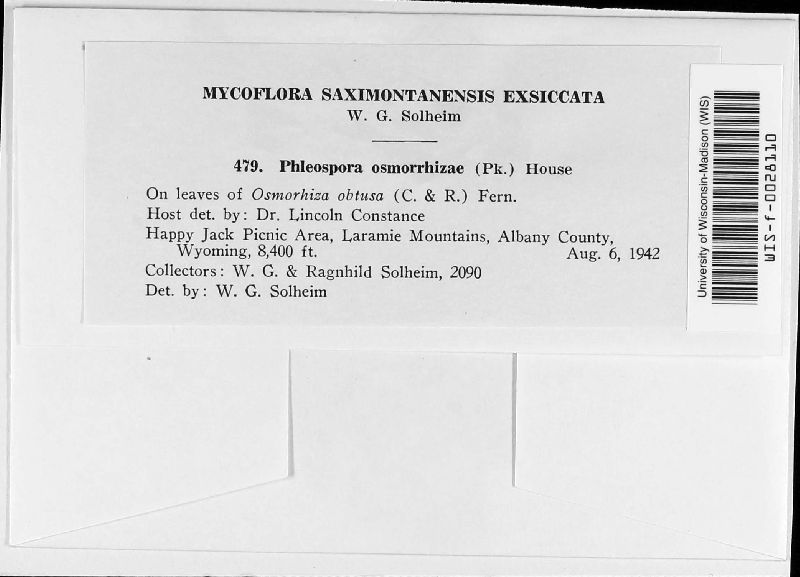 MYCOFLORA SAXIMONTANENSIS EXSICCATA
W. G. Solheim
479. Phleospora osmorrhizae (Pk.) House
On leaves of Osmorhiza obtusa (C. & R.) Fern.
Host det. by: Dr. Lincoln Constance
Happy Jack Picnic Area, Laramie Mountains, Albany County,
Wyoming, 8,400 ft. Aug. 6, 1942
Collectors: W. G. & Ragnhild Solheim, 2090
Det. by: W. G. Solheim
University of Wisconsin-Madison (WIS)
WIS-f-0028110